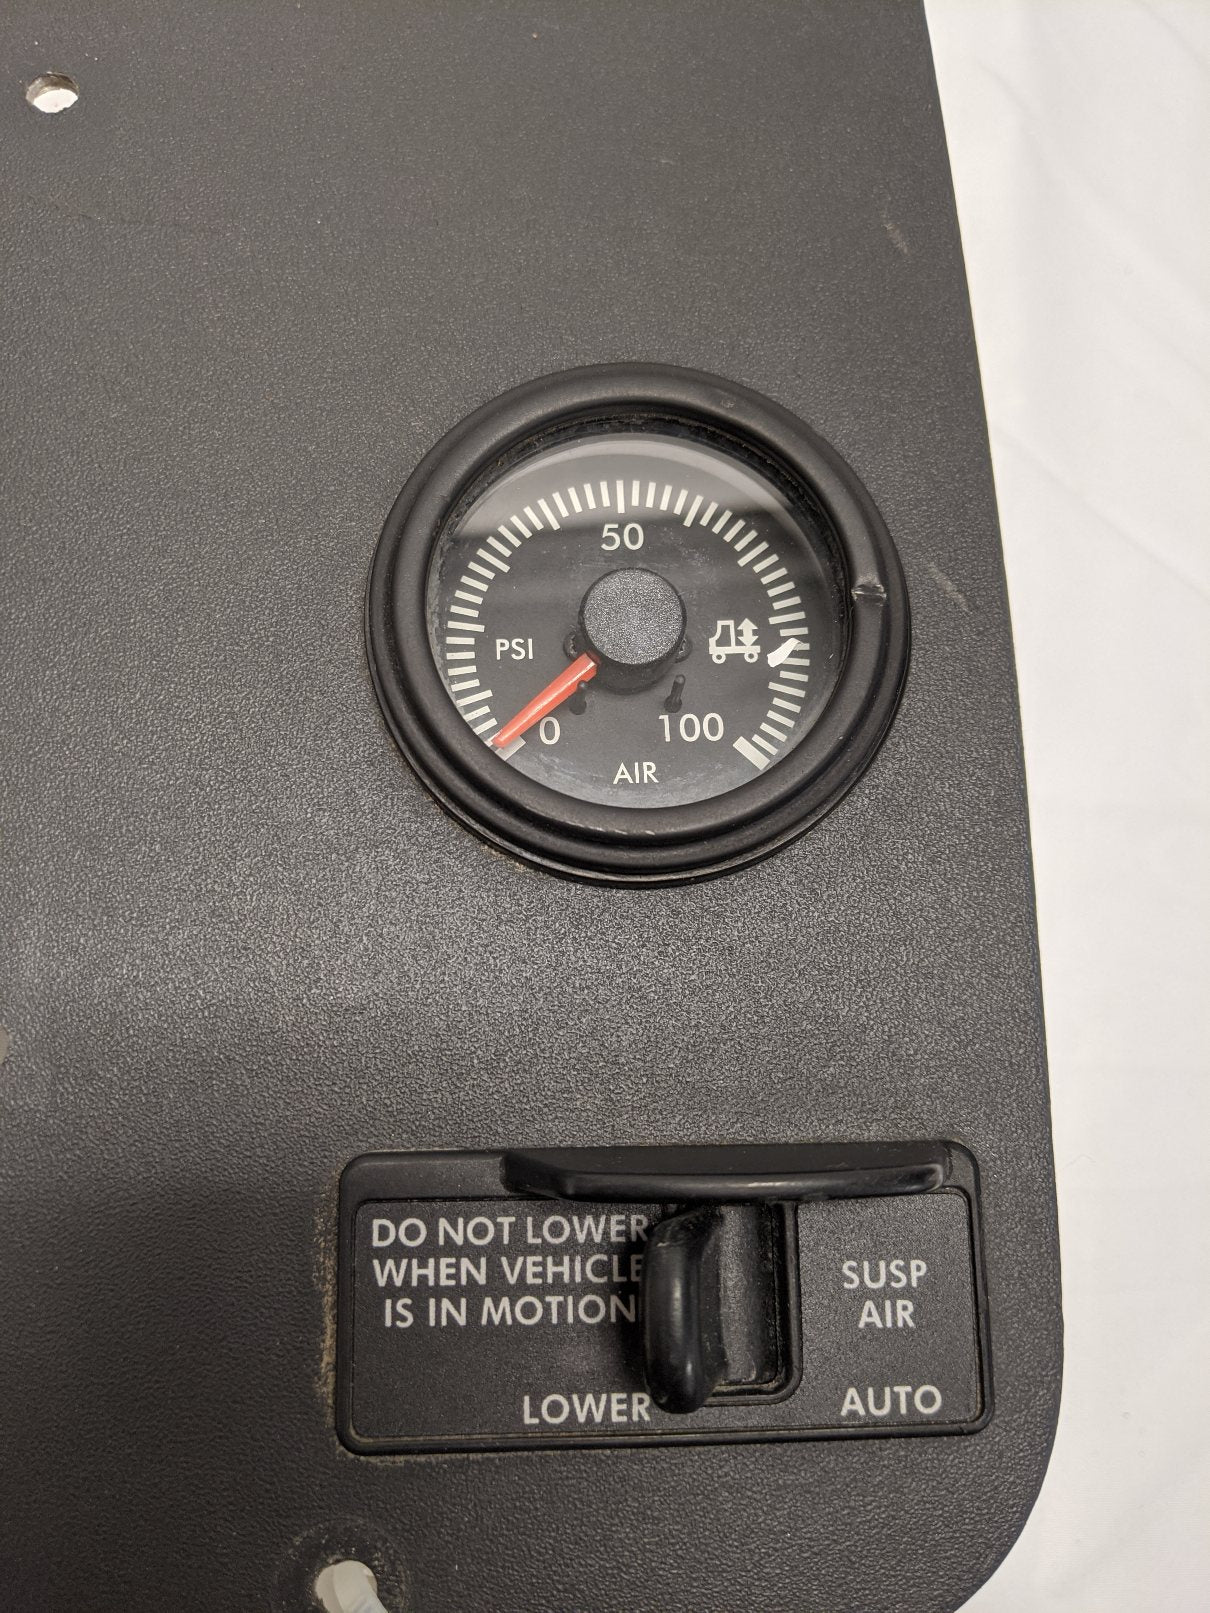 50
PSI
0
100
AIR
DO NOT LOWER
WHEN VEHICLE
IS IN MOTION
SUSP
AIR
LOWER
AUTO